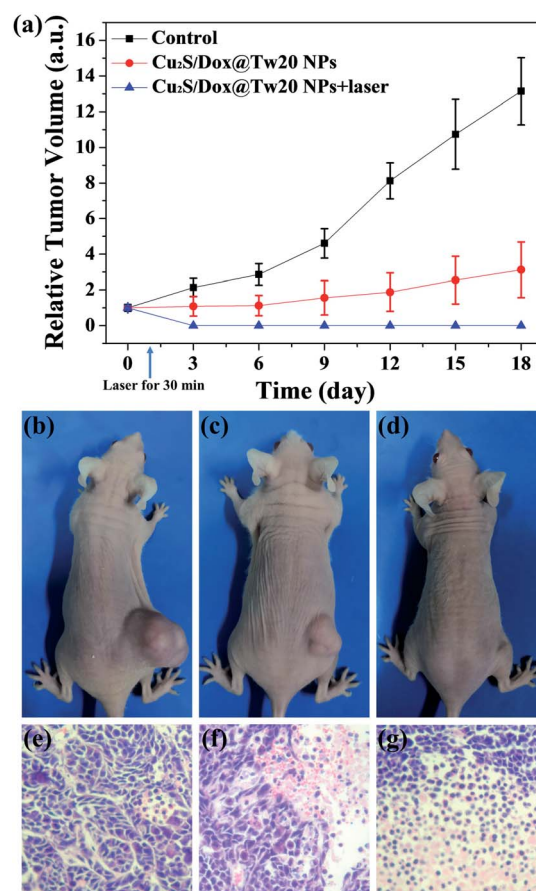 (a)
16
14
12
10
8
6
4
2
0
Relative Tumor Volume (a.u.)
Control
Cu₂S/Dox@Tw20 NPs
Cu₂S/Dox@Tw20 NPs+laser
0 3 6 9 12 15 18
Laser for 30 min
Time (day)
(b) (c) (d)
(e) (f) (g)